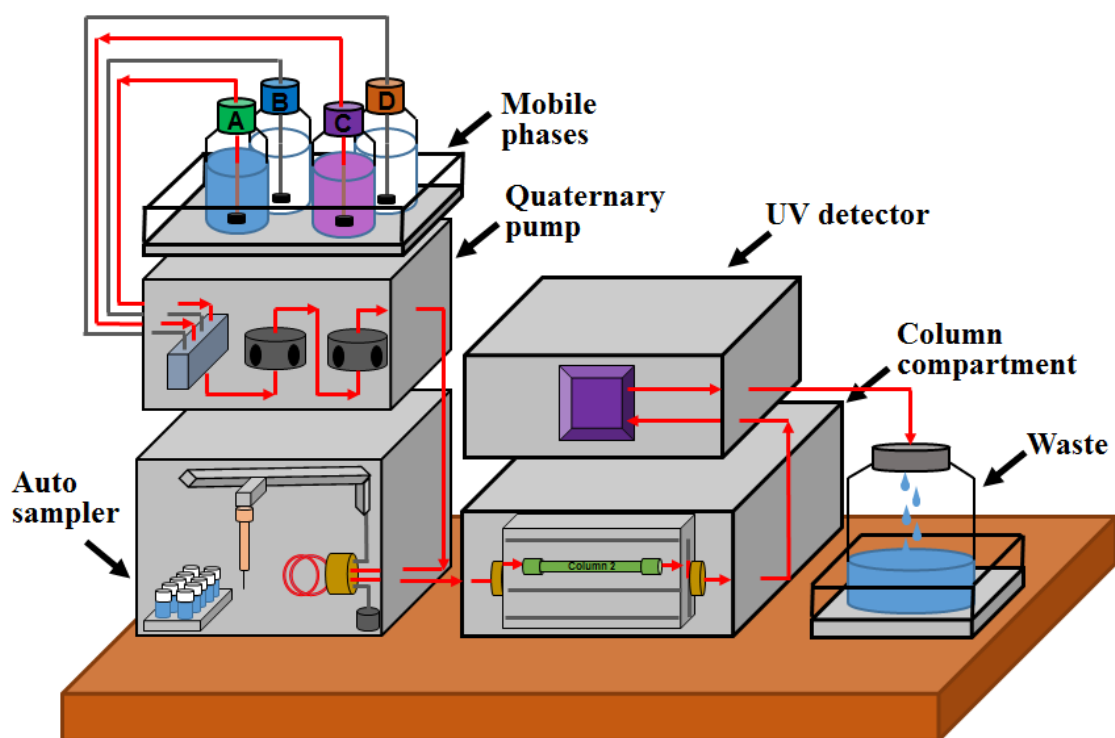 A
B
C
D
Mobile
phases
Quaternary
pump
UV detector
Column
compartment
Waste
Auto
sampler
Column 2